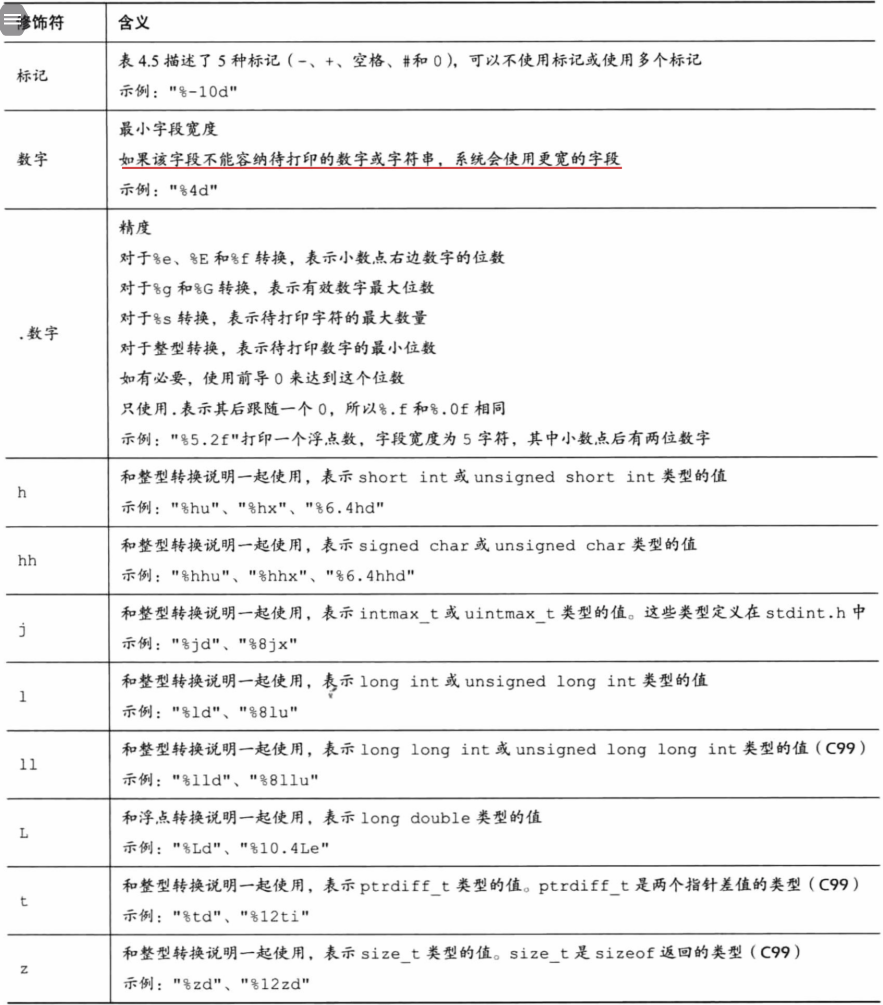 修饰符 含义
标记
表 4.5 描述了 5 种标记（-、+、空格、#和 0），可以不使用标记或使用多个标记
示例："%-10d"
数字
最小字段宽度
如果该字段不能容纳待打印的数字或字符串，系统会使用更宽的字段
示例："%4d"
.数字
精度
对于%e、%E 和%f 转换，表示小数点右边数字的位数
对于%g 和%G 转换，表示有效数字最大位数
对于%s 转换，表示待打印字符的最大数量
对于整型转换，表示待打印数字的最小位数
如有必要，使用前导 0 来达到这个位数
只使用.表示其后跟随一个 0，所以%.f 和%.0f 相同
示例："%5.2f"打印一个浮点数，字段宽度为 5 字符，其中小数点后有两位数字
h
和整型转换说明一起使用，表示 short int 或 unsigned short int 类型的值
示例："%hu"、"%hx"、"%6.4hd"
hh
和整型转换说明一起使用，表示 signed char 或 unsigned char 类型的值
示例："%hhu"、"%hhx"、"%6.4hhd"
j
和整型转换说明一起使用，表示 intmax_t 或 uintmax_t 类型的值。这些类型定义在 stdint.h 中
示例："%jd"、"%8jx"
l
和整型转换说明一起使用，表示 long int 或 unsigned long int 类型的值
示例："%ld"、"%8lu"
ll
和整型转换说明一起使用，表示 long long int 或 unsigned long long int 类型的值（C99）
示例："%lld"、"%8llu"
L
和浮点转换说明一起使用，表示 long double 类型的值
示例："%Ld"、"%10.4Le"
t
和整型转换说明一起使用，表示 ptrdiff_t 类型的值。ptrdiff_t 是两个指针差值的类型（C99）
示例："%td"、"%12ti"
z
和整型转换说明一起使用，表示 size_t 类型的值。size_t 是 sizeof 返回的类型（C99）
示例："%zd"、"%12zd"